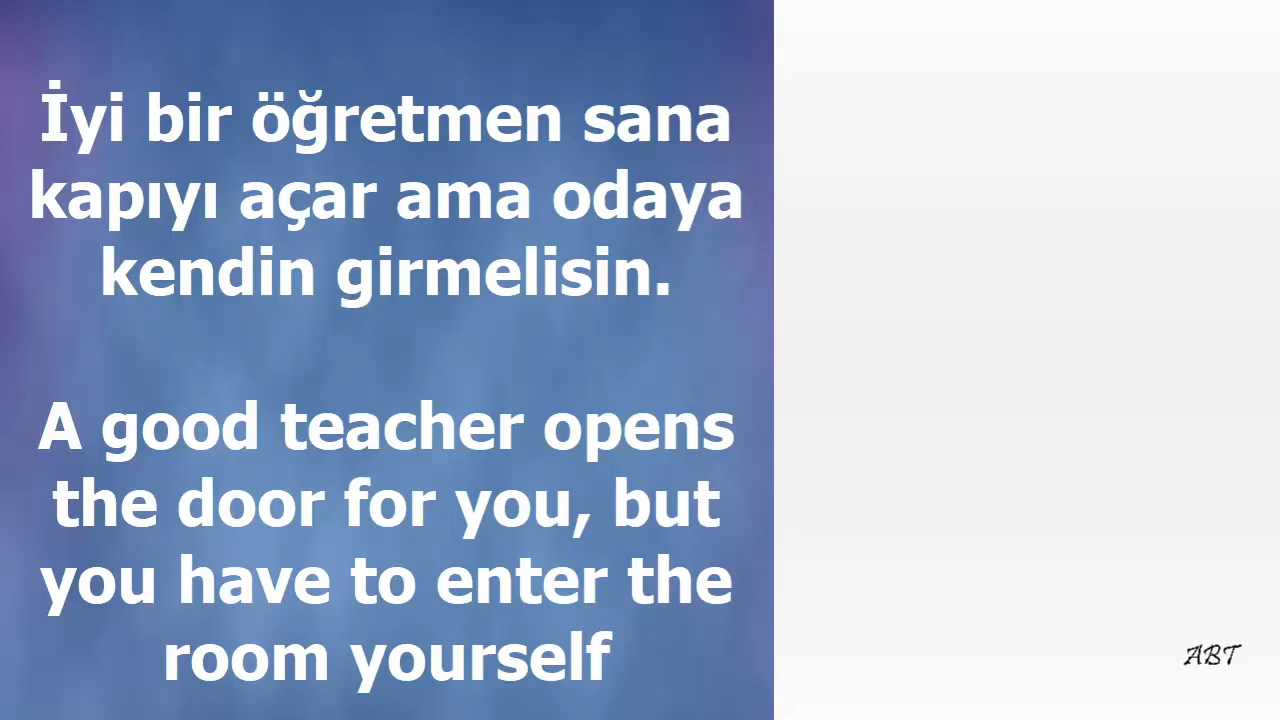 İyi bir öğretmen sana
kapıyı açar ama odaya
kendin girmelisin.
A good teacher opens
the door for you, but
you have to enter the
room yourself
ABT